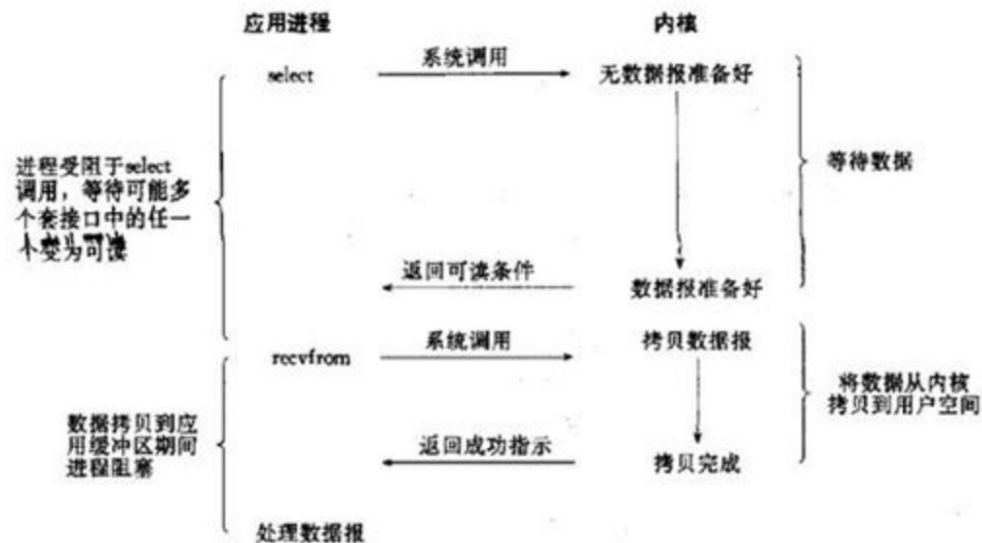 应用进程
内核
系统调用
select
无数据报准备好
进程受阻于select
调用，等待可能多
个套接口中的任一
个变为可读
等待数据
返回可读条件
数据报准备好
系统调用
recvfrom
拷贝数据报
将数据从内核
拷贝到用户空间
数据拷贝到应
用缓冲区期间
进程阻塞
返回成功指示
拷贝完成
处理数据报